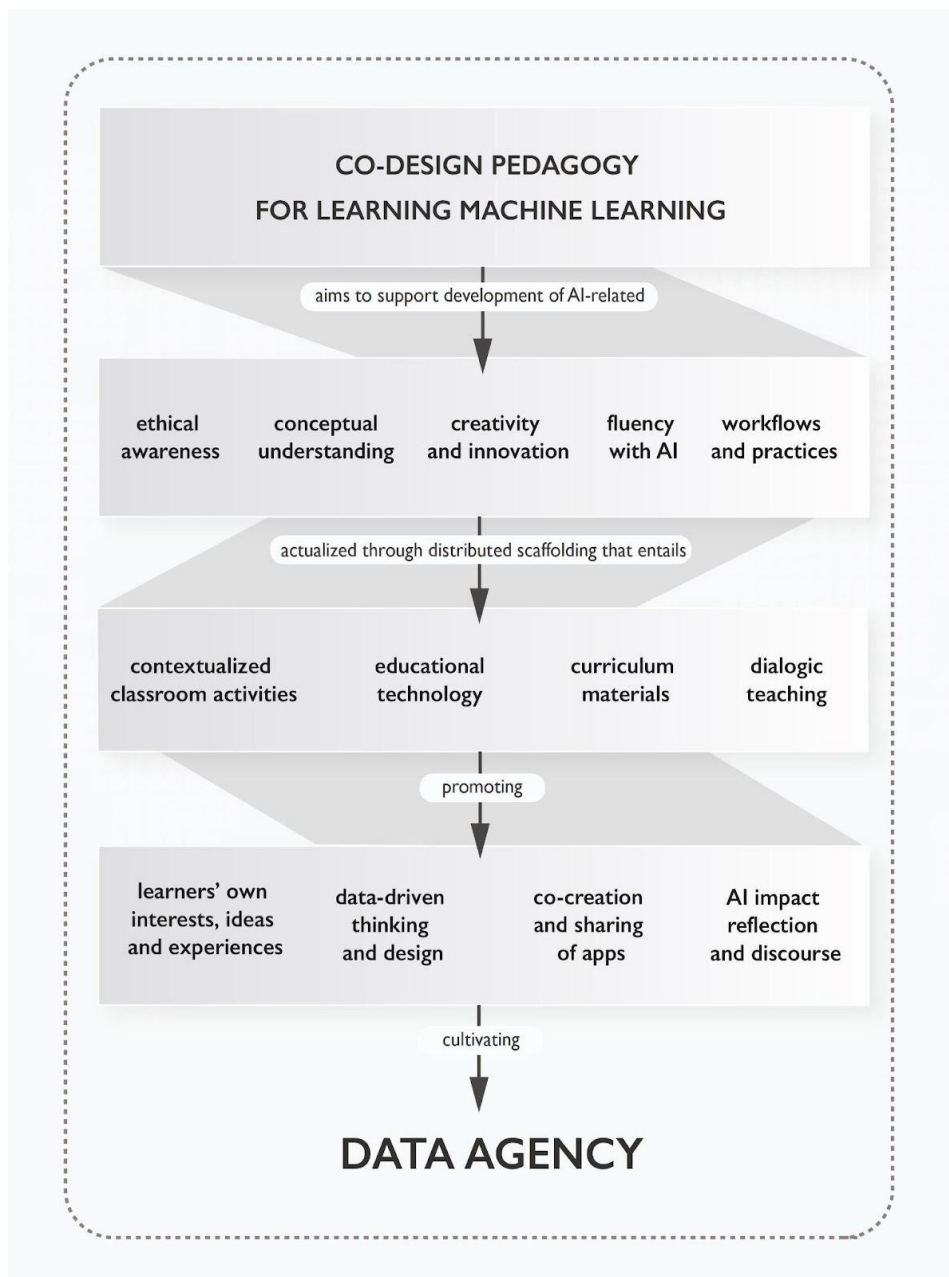 CO-DESIGN PEDAGOGY
FOR LEARNING MACHINE LEARNING
aims to support development of AI-related
ethical awareness
conceptual understanding
creativity and innovation
fluency with AI
workflows and practices
actualized through distributed scaffolding that entails
contextualized classroom activities
educational technology
curriculum materials
dialogic teaching
promoting
learners’ own interests, ideas and experiences
data-driven thinking and design
co-creation and sharing of apps
AI impact reflection and discourse
cultivating
DATA AGENCY